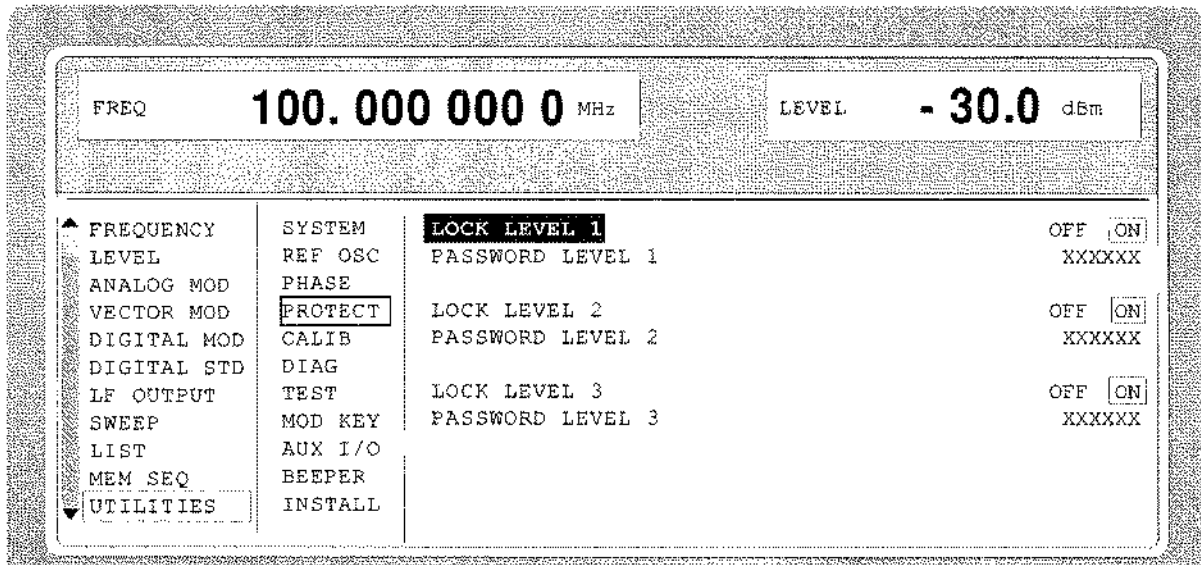 FREQ 100. 000 000 0 MHz LEVEL - 30.0 dBm
FREQUENCY
LEVEL
ANALOG MOD
VECTOR MOD
DIGITAL MOD
DIGITAL STD
LF OUTPUT
SWEEP
LIST
MEM SEQ
UTILITIES
SYSTEM
REF OSC
PHASE
PROTECT
CALIB
DIAG
TEST
MOD KEY
AUX I/O
BEEPER
INSTALL
LOCK LEVEL 1 OFF ON
PASSWORD LEVEL 1 XXXXXX
LOCK LEVEL 2 OFF ON
PASSWORD LEVEL 2 XXXXXX
LOCK LEVEL 3 OFF ON
PASSWORD LEVEL 3 XXXXXX